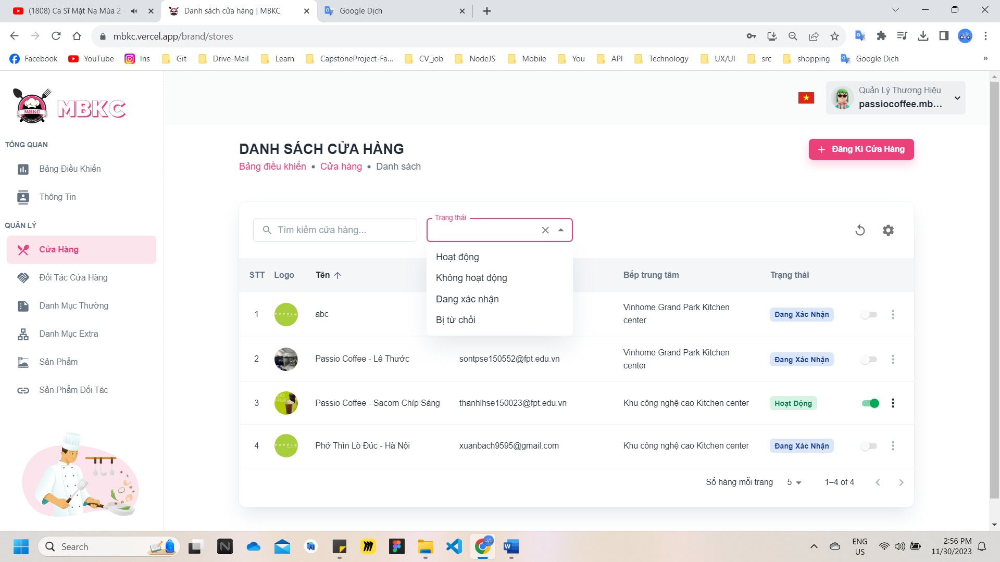 (1808) Ca Sĩ Mặt Nạ Mùa 2
Danh sách cửa hàng | MBKC
Google Dịch
mbkc.vercel.app/brand/stores
Facebook
YouTube
Ins
Git
Drive-Mail
Learn
CapstoneProject-Fa...
CV_job
NodeJS
Mobile
You
API
Technology
UX/UI
src
shopping
Google Dịch
»
MBKC
MBKC
Quản Lý Thương Hiệu
passiocoffee.mb...
TỔNG QUAN
Bảng Điều Khiển
Thông Tin
QUẢN LÝ
Cửa Hàng
Đối Tác Cửa Hàng
Danh Mục Thường
Danh Mục Extra
Sản Phẩm
Sản Phẩm Đối Tác
DANH SÁCH CỬA HÀNG
Bảng điều khiển • Cửa hàng • Danh sách
+ Đăng Kí Cửa Hàng
Tìm kiếm cửa hàng...
Trạng thái
Hoạt động
Không hoạt động
Đang xác nhận
Bị từ chối
STT Logo Tên Bếp trung tâm Trạng thái
1 PASSIO abc Vinhome Grand Park Kitchen center Đang Xác Nhận
2 Passio Coffee - Lê Thước sontpse150552@fpt.edu.vn Vinhome Grand Park Kitchen center Đang Xác Nhận
3 Passio Coffee - Sacom Chíp Sáng thanhlhse150023@fpt.edu.vn Khu công nghệ cao Kitchen center Hoạt Động
4 PASSIO Phở Thìn Lò Đúc - Hà Nội xuanbach9595@gmail.com Khu công nghệ cao Kitchen center Đang Xác Nhận
Số hàng mỗi trang 5 1–4 of 4
Search
ENG
US
2:56 PM
11/30/2023